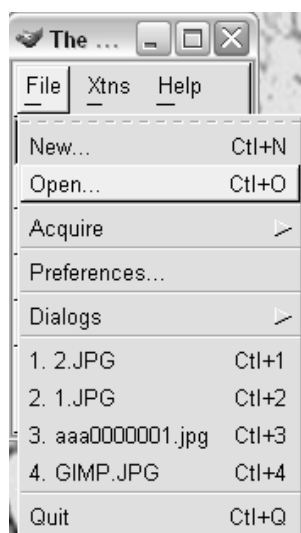 The ...
File Xtns Help
New... Ctl+N
Open... Ctl+O
Acquire
Preferences...
Dialogs
1. 2.JPG Ctl+1
2. 1.JPG Ctl+2
3. aaa0000001.jpg Ctl+3
4. GIMP.JPG Ctl+4
Quit Ctl+Q